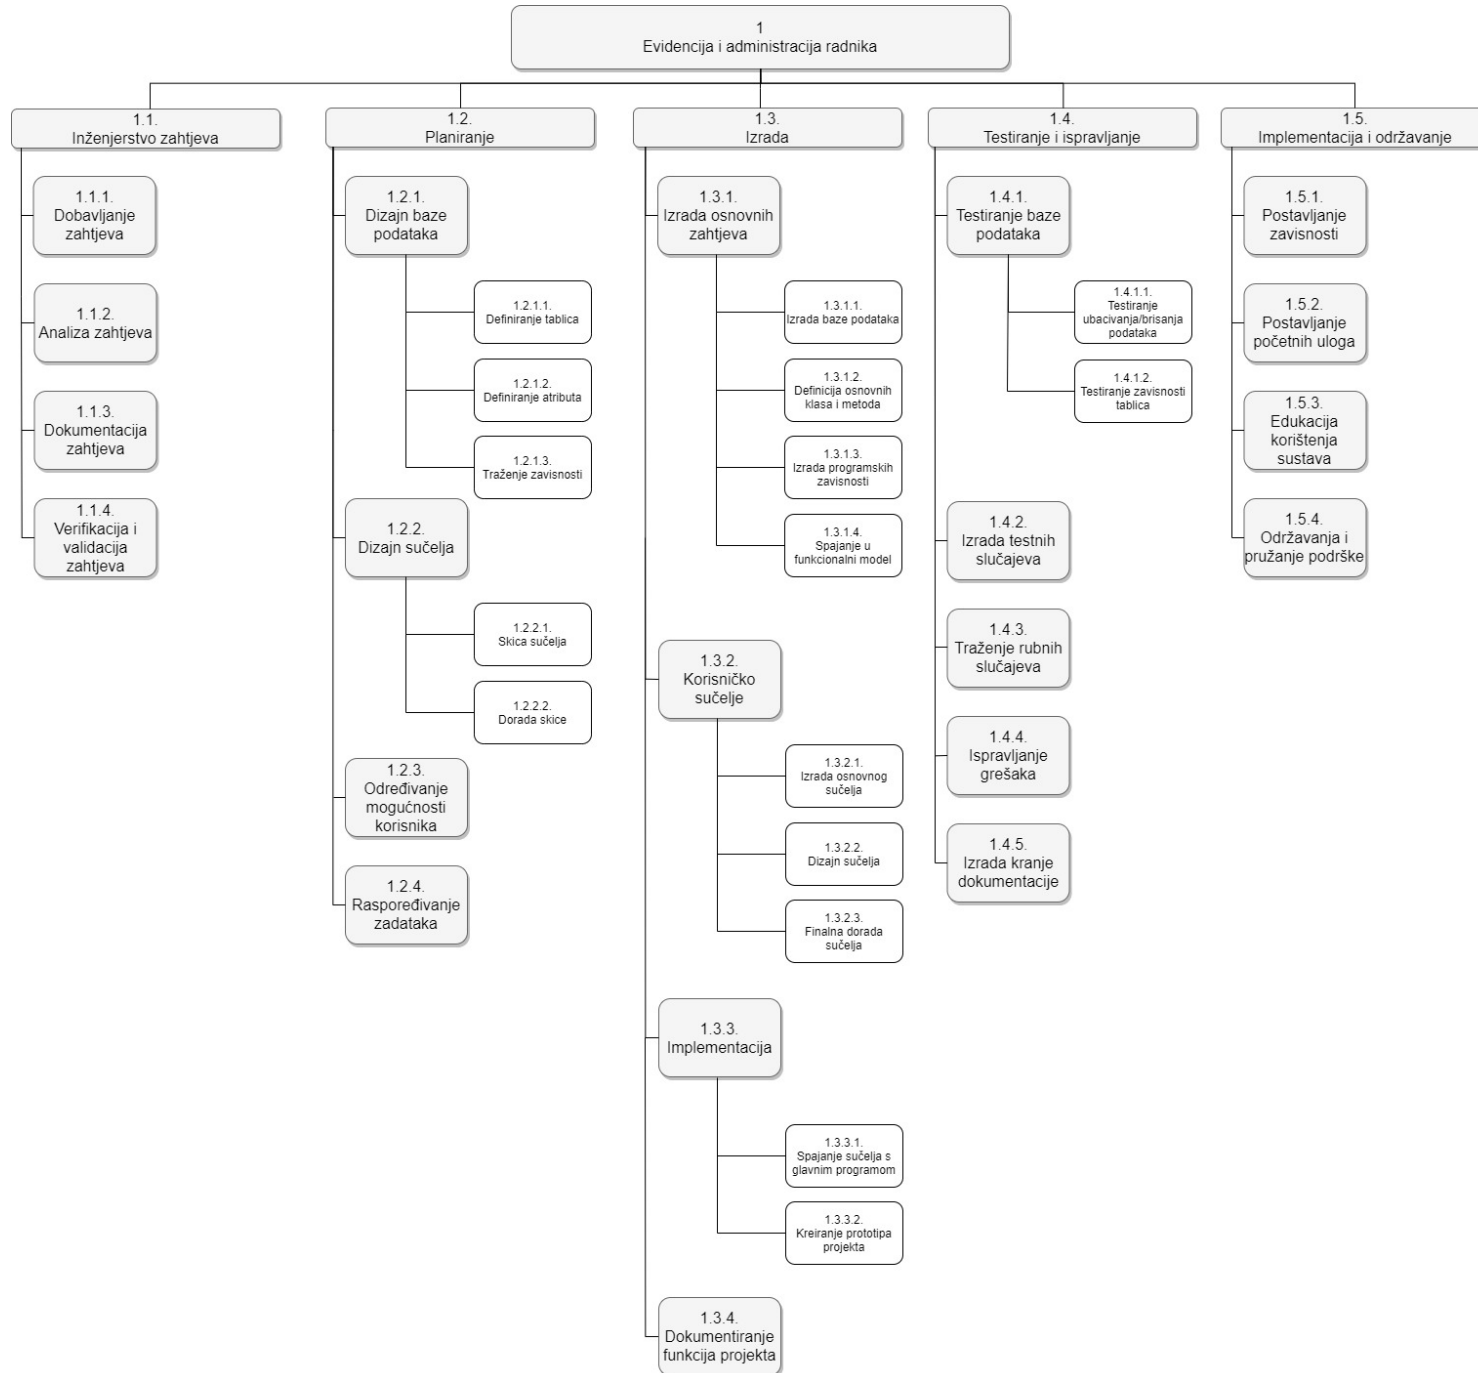 1
Evidencija i administracija radnika
1.1.
Inženjerstvo zahtjeva
1.1.1.
Dobavljanje
zahtjeva
1.1.2.
Analiza zahtjeva
1.1.3.
Dokumentacija
zahtjeva
1.1.4.
Verifikacija i
validacija
zahtjeva
1.2.
Planiranje
1.2.1.
Dizajn baze
podataka
1.2.1.1.
Definiranje tablica
1.2.1.2.
Definiranje atributa
1.2.1.3.
Traženje zavisnosti
1.2.2.
Dizajn sučelja
1.2.2.1.
Skica sučelja
1.2.2.2.
Dorada skice
1.2.3.
Određivanje
mogućnosti
korisnika
1.2.4.
Raspoređivanje
zadataka
1.3.
Izrada
1.3.1.
Izrada osnovnih
zahtjeva
1.3.1.1.
Izrada baze podataka
1.3.1.2.
Definicija osnovnih
klasa i metoda
1.3.1.3.
Izrada programskih
zavisnosti
1.3.1.4.
Spajanje u
funkcionalni model
1.3.2.
Korisničko
sučelje
1.3.2.1.
Izrada osnovnog
sučelja
1.3.2.2.
Dizajn sučelja
1.3.2.3.
Finalna dorada
sučelja
1.3.3.
Implementacija
1.3.3.1.
Spajanje sučelja s
glavnim programom
1.3.3.2.
Kreiranje prototipa
projekta
1.3.4.
Dokumentiranje
funkcija projekta
1.4.
Testiranje i ispravljanje
1.4.1.
Testiranje baze
podataka
1.4.1.1.
Testiranje
ubacivanja/brisanja
podataka
1.4.1.2.
Testiranje zavisnosti
tablica
1.4.2.
Izrada testnih
slučajeva
1.4.3.
Traženje rubnih
slučajeva
1.4.4.
Ispravljanje
grešaka
1.4.5.
Izrada kranje
dokumentacije
1.5.
Implementacija i održavanje
1.5.1.
Postavljanje
zavisnosti
1.5.2.
Postavljanje
početnih uloga
1.5.3.
Edukacija
korištenja
sustava
1.5.4.
Održavanja i
pružanje podrške